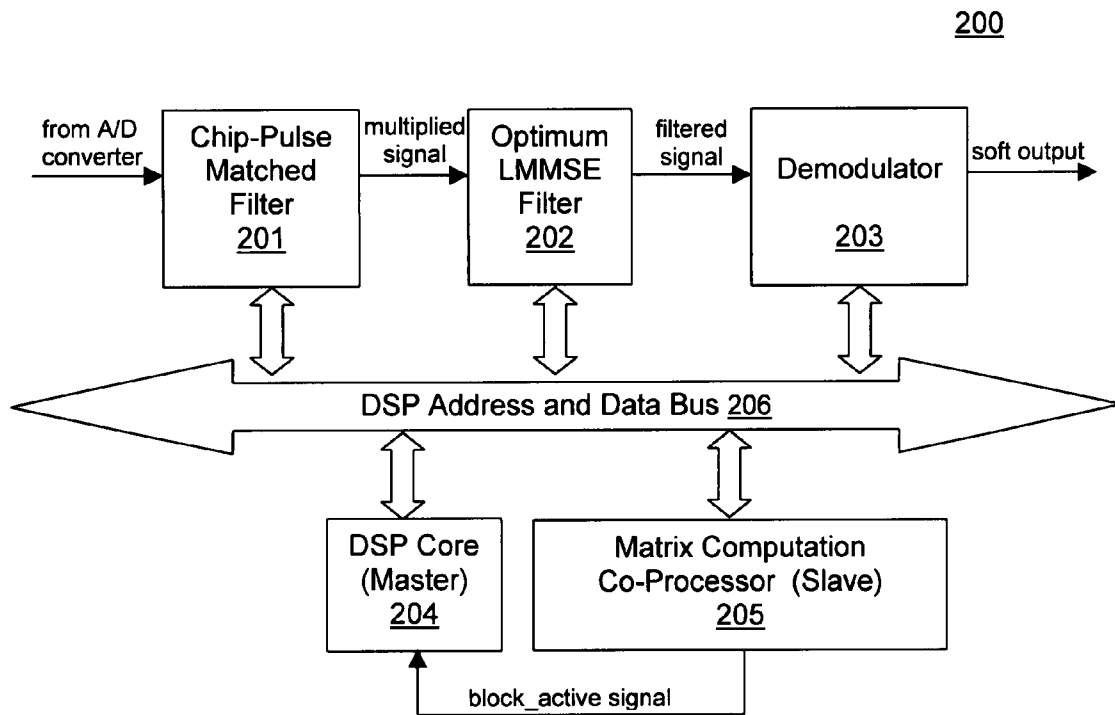 200
from A/D
converter
Chip-Pulse
Matched
Filter
201
multiplied
signal
Optimum
LMMSE
Filter
202
filtered
signal
Demodulator
203
soft output
DSP Address and Data Bus 206
DSP Core
(Master)
204
Matrix Computation
Co-Processor (Slave)
205
block_active signal